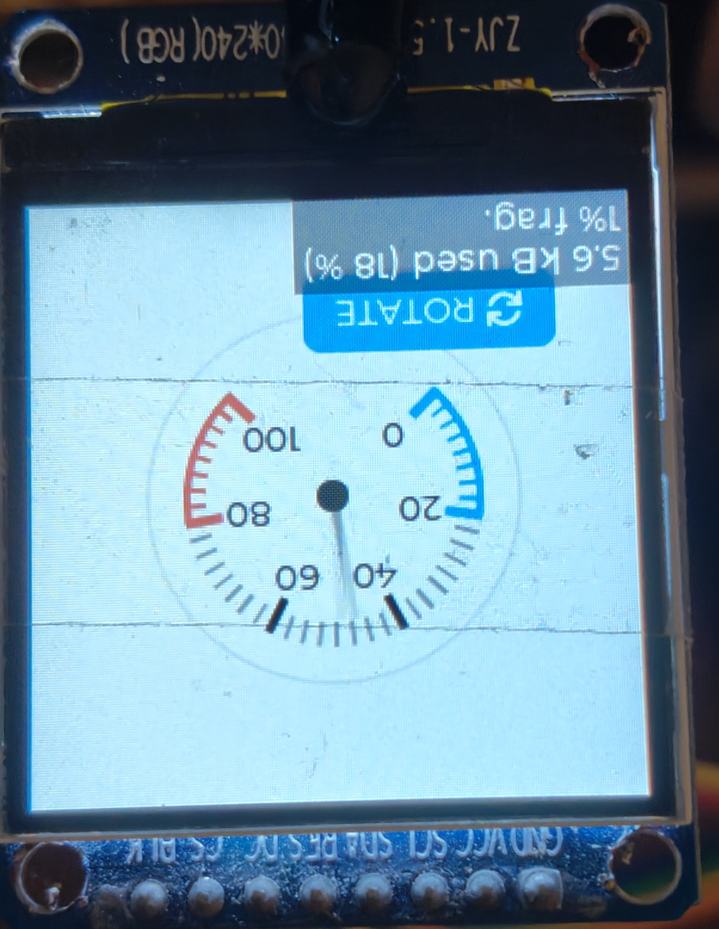 GND VCC SCL SDA RES DC CS BLK
40
60
20
80
0
100
ROTATE
5.6 kB used (18 %)
1% frag.
0*240(RGB)
ZJY-1.5